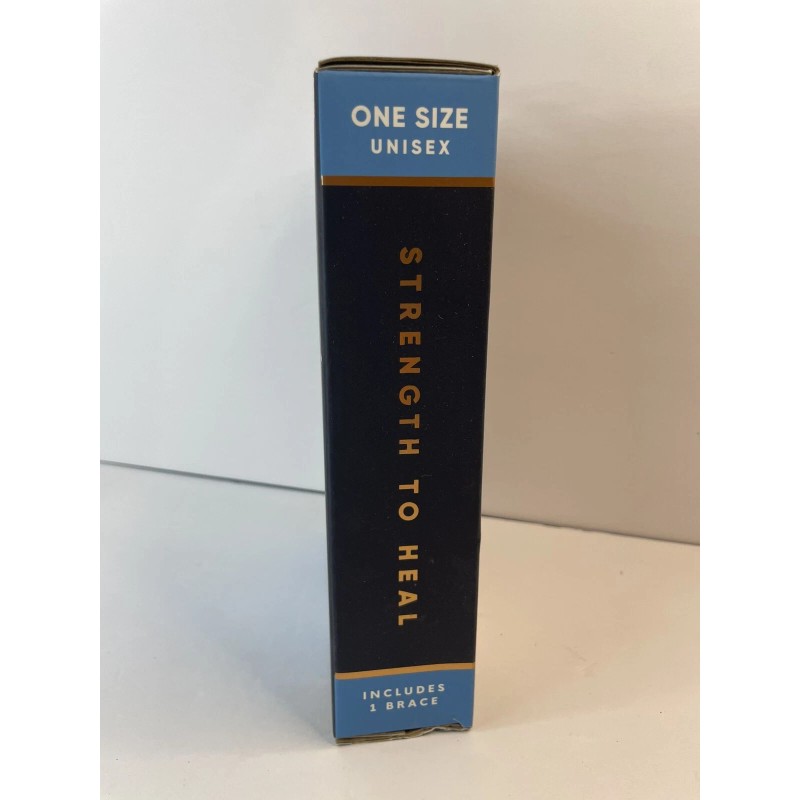 ONE SIZE
UNISEX
STRENGTH TO HEAL
INCLUDES
1 BRACE